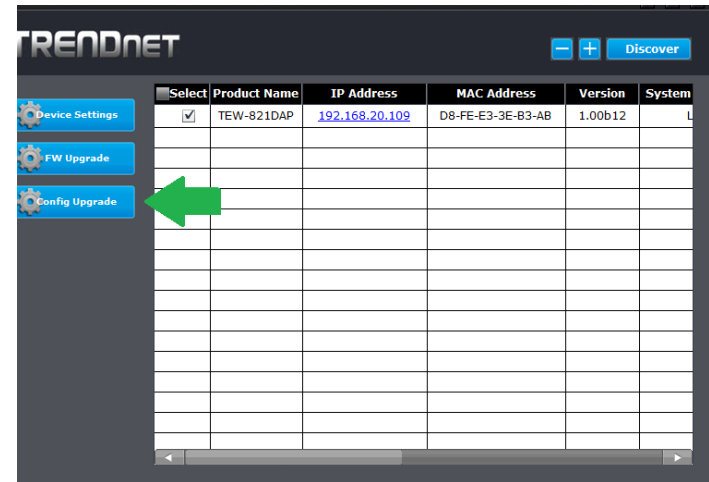 TRENDNET
Discover
Select Product Name IP Address MAC Address Version System
TEW-821DAP 192.168.20.109 D8-FE-E3-3E-B3-AB 1.00b12 L
Device Settings
FW Upgrade
Config Upgrade